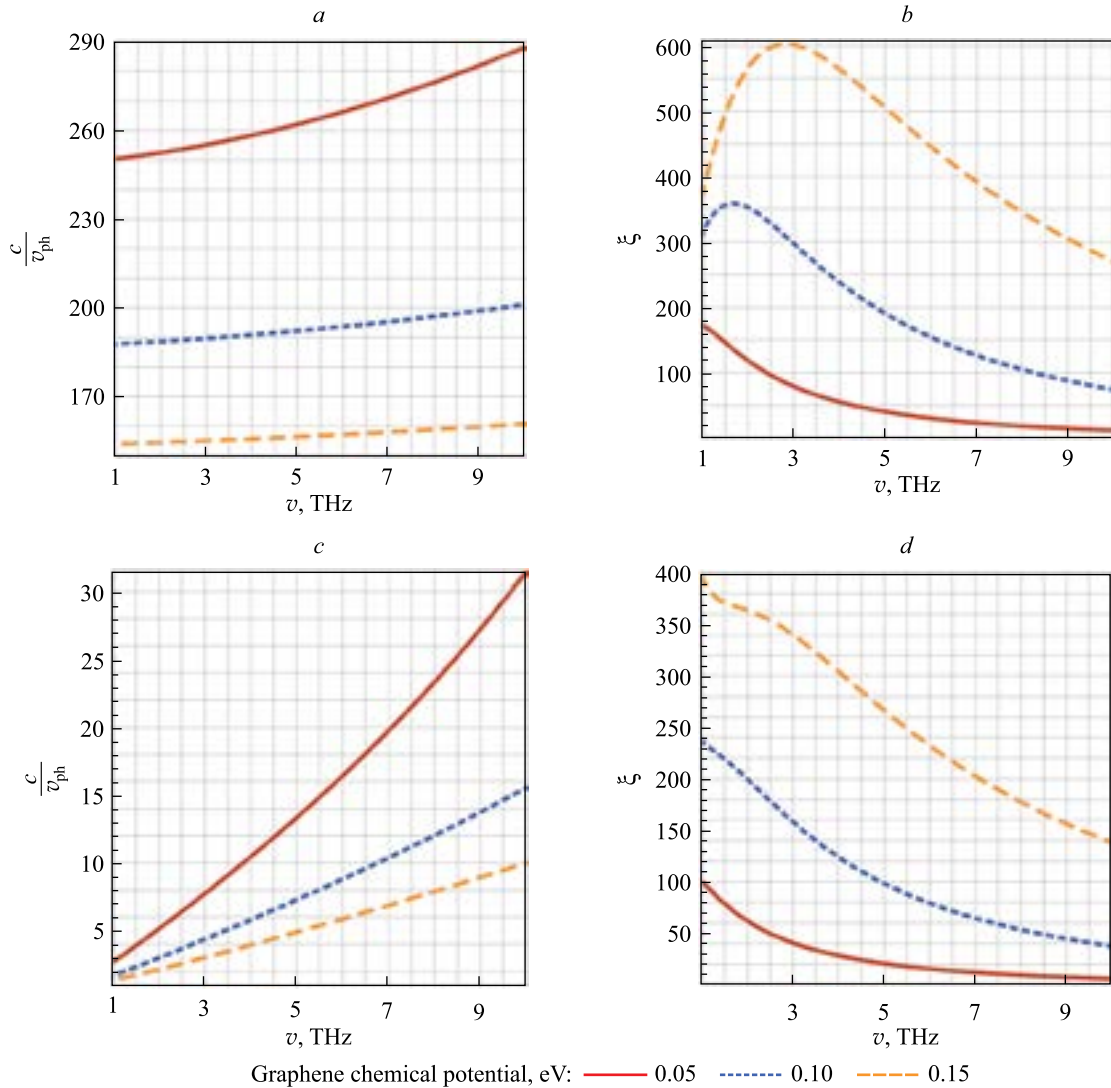 a
290
260
230
200
170
c
v_ph
1 3 5 7 9
v, THz
b
600
500
400
300
200
100
ξ
1 3 5 7 9
v, THz
c
30
25
20
15
10
5
c
v_ph
1 3 5 7 9
v, THz
d
400
350
300
250
200
150
100
50
ξ
3 5 7 9
v, THz
Graphene chemical potential, eV: 0.05 0.10 0.15